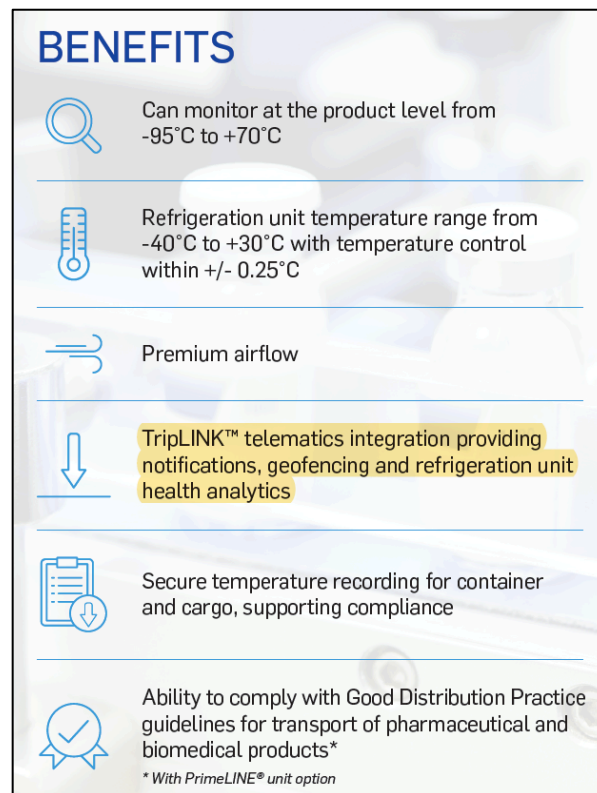 BENEFITS
Can monitor at the product level from
-95°C to +70°C
Refrigeration unit temperature range from
-40°C to +30°C with temperature control
within +/- 0.25°C
Premium airflow
TripLINK™ telematics integration providing
notifications, geofencing and refrigeration unit
health analytics
Secure temperature recording for container
and cargo, supporting compliance
Ability to comply with Good Distribution Practice
guidelines for transport of pharmaceutical and
biomedical products*
* With PrimeLINE® unit option